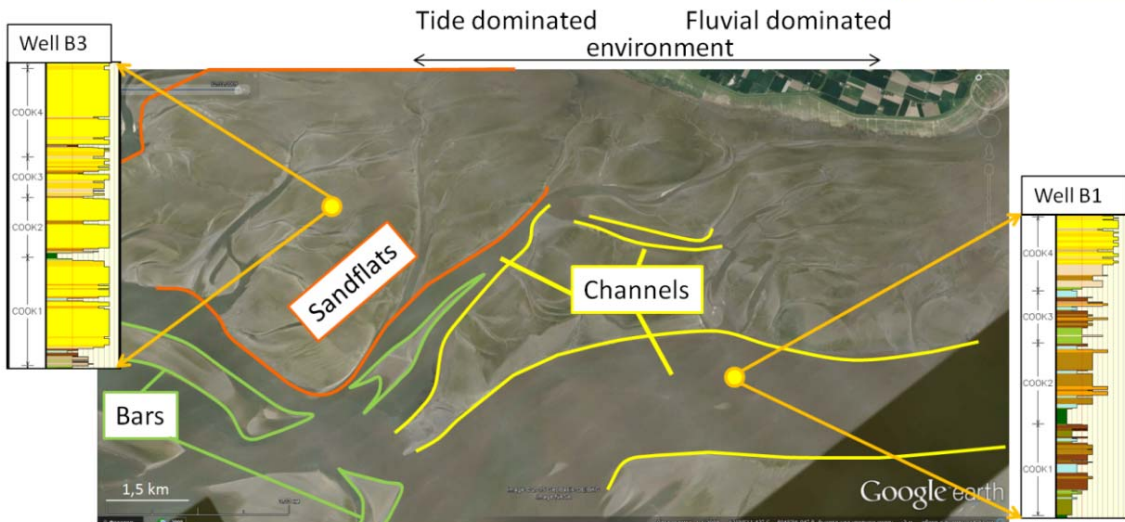 Tide dominated Fluvial dominated
environment
Well B3
COOK4
COOK3
COOK2
COOK1
Sandflats
Channels
Bars
1,5 km
Google earth
Well B1
COOK4
COOK3
COOK2
COOK1